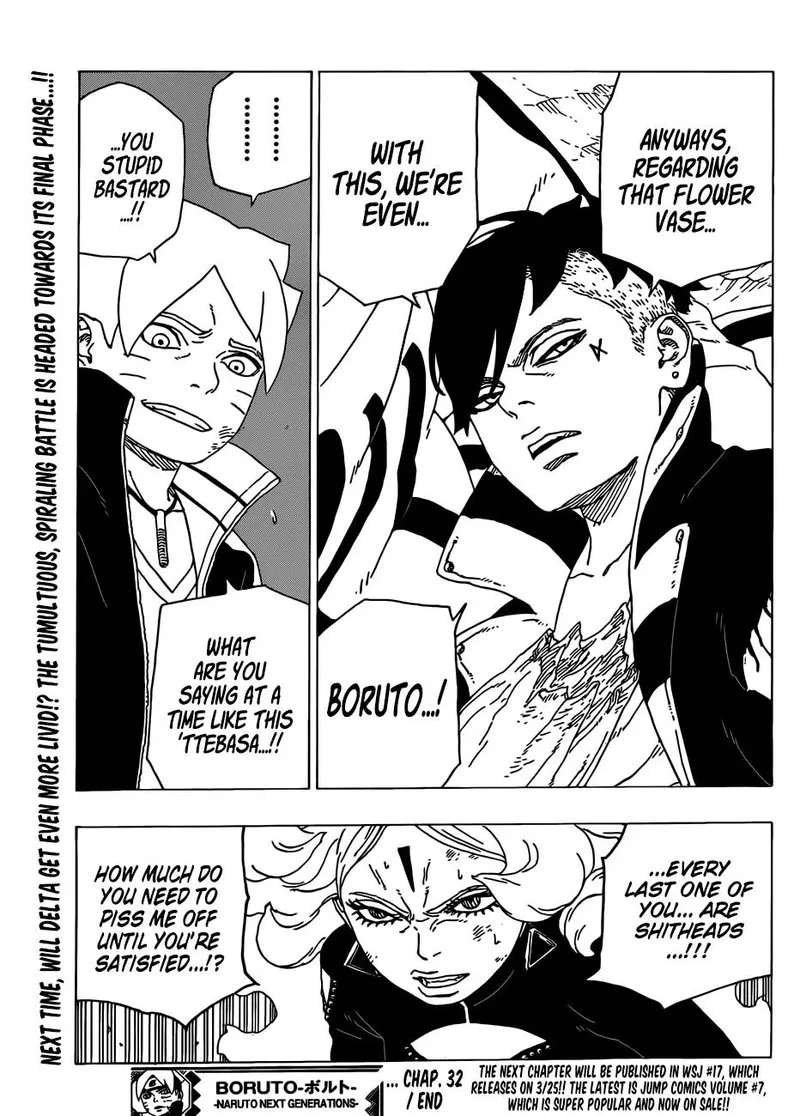 ANYWAYS,
REGARDING
THAT FLOWER
VASE...
WITH
THIS, WE'RE
EVEN...
BORUTO...!
.........
...YOU
STUPID
BASTARD
...!!
WHAT
ARE YOU
SAYING AT A
TIME LIKE THIS
'TTEBASA...!!
...EVERY
LAST ONE OF
YOU... ARE
SHITHEADS
...!!!
HOW MUCH DO
YOU NEED TO
PISS ME OFF
UNTIL YOU'RE
SATISFIED...!?
NEXT TIME, WILL DELTA GET EVEN MORE LIVID!? THE TUMULTUOUS, SPIRALING BATTLE IS HEADED TOWARDS ITS FINAL PHASE...!!
BORUTO-ボルト-
-NARUTO NEXT GENERATIONS-
... CHAP. 32
/ END
THE NEXT CHAPTER WILL BE PUBLISHED IN WSJ #17, WHICH
RELEASES ON 3/25!! THE LATEST IS JUMP COMICS VOLUME #7,
WHICH IS SUPER POPULAR AND NOW ON SALE!!